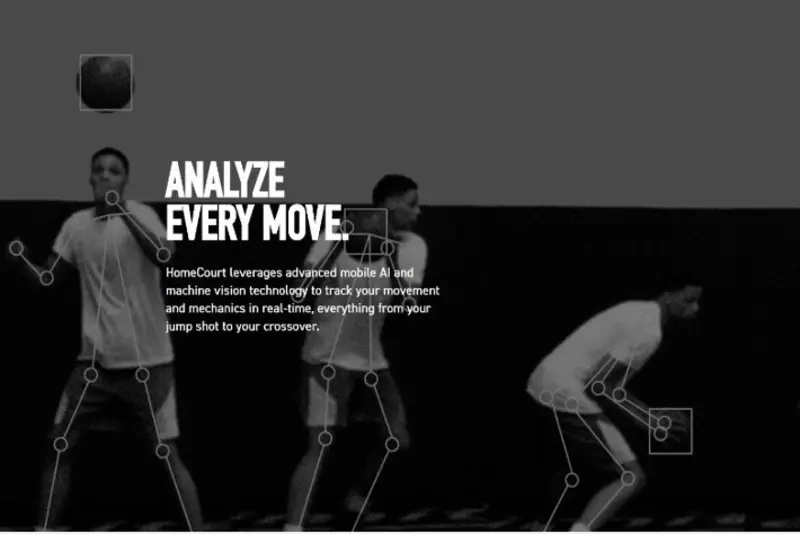 ANALYZE
EVERY MOVE.
HomeCourt leverages advanced mobile AI and
machine vision technology to track your movement
and mechanics in real-time, everything from your
jump shot to your crossover.